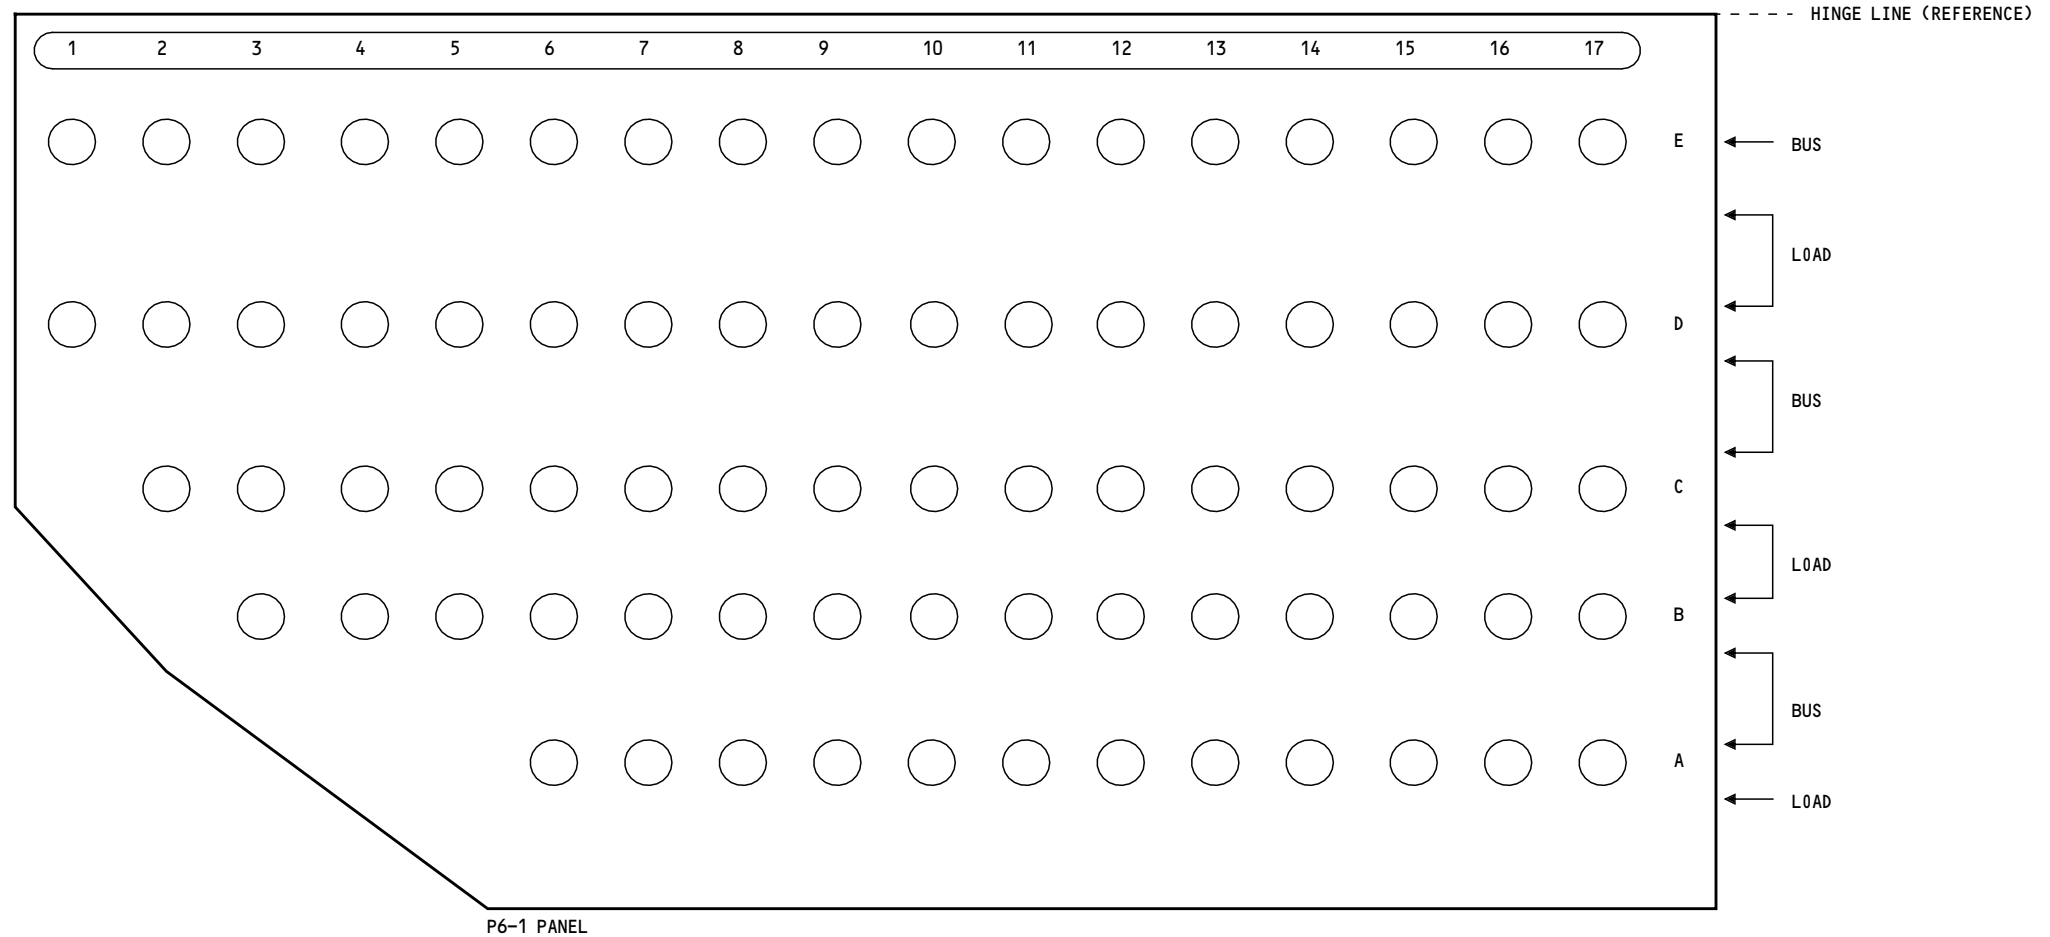 HINGE LINE (REFERENCE)
1 2 3 4 5 6 7 8 9 10 11 12 13 14 15 16 17
E BUS
LOAD
D
BUS
C
LOAD
B
BUS
A
LOAD
P6-1 PANEL